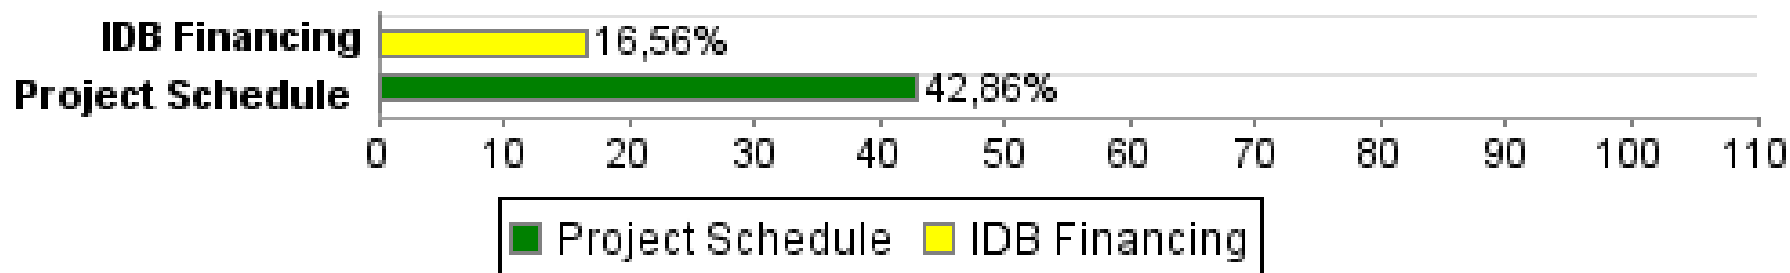 IDB Financing
16,56%
Project Schedule
42,86%
0 10 20 30 40 50 60 70 80 90 100 110
Project Schedule IDB Financing